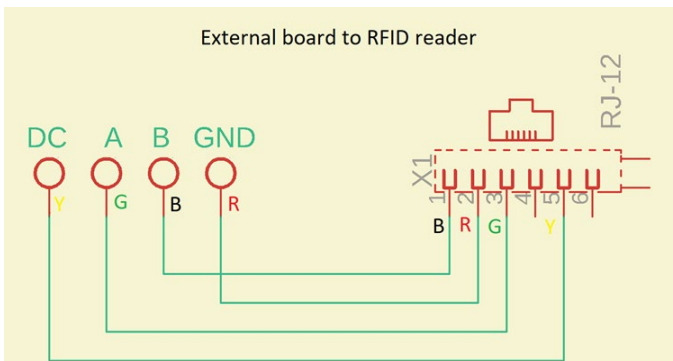 External board to RFID reader
RJ-12
DC A B GND
X1
1 2 3 4 5 6
Y G B R
B R G Y